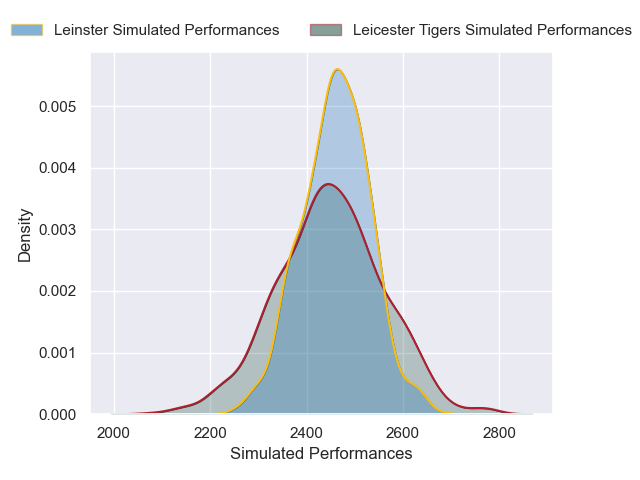 Leinster Simulated Performances
Leicester Tigers Simulated Performances
Density
0.005
0.004
0.003
0.002
0.001
0.000
2000 2200 2400 2600 2800
Simulated Performances